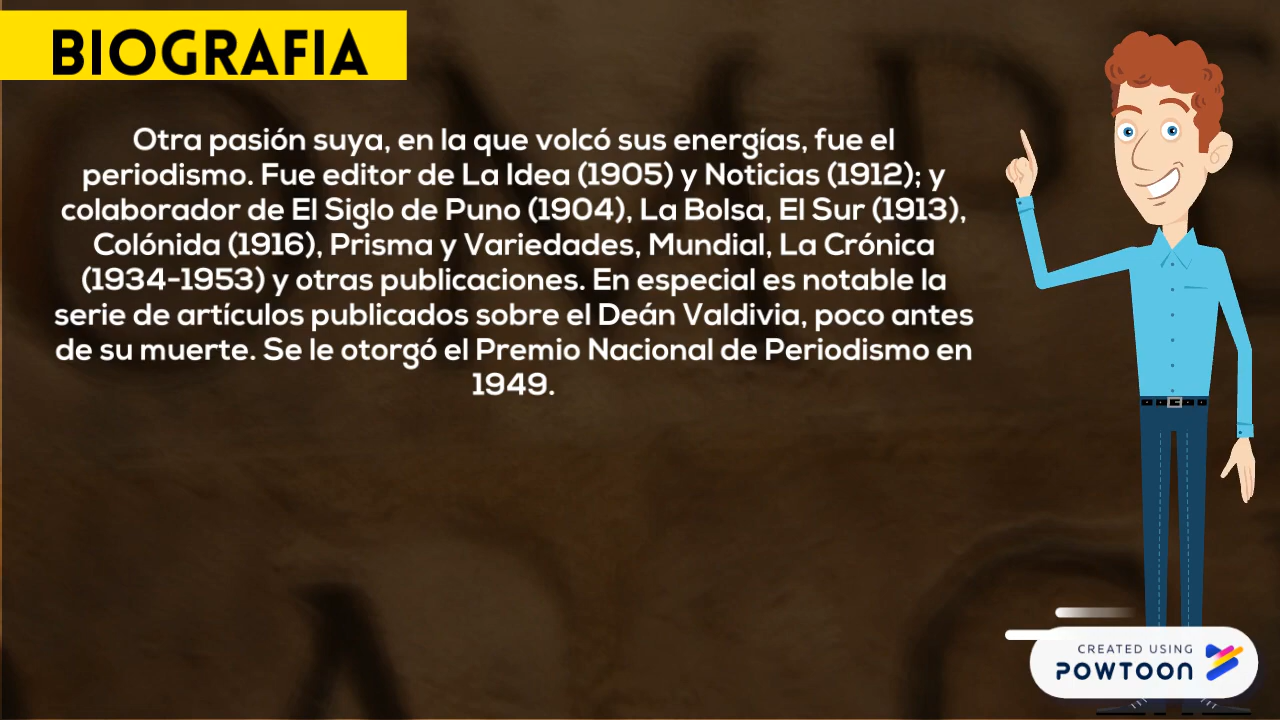 BIOGRAFIA
Otra pasión suya, en la que volcó sus energías, fue el
periodismo. Fue editor de La Idea (1905) y Noticias (1912); y
colaborador de El Siglo de Puno (1904), La Bolsa, El Sur (1913),
Colónida (1916), Prisma y Variedades, Mundial, La Crónica
(1934-1953) y otras publicaciones. En especial es notable la
serie de artículos publicados sobre el Deán Valdivia, poco antes
de su muerte. Se le otorgó el Premio Nacional de Periodismo en
1949.
CREATED USING
POWTOON